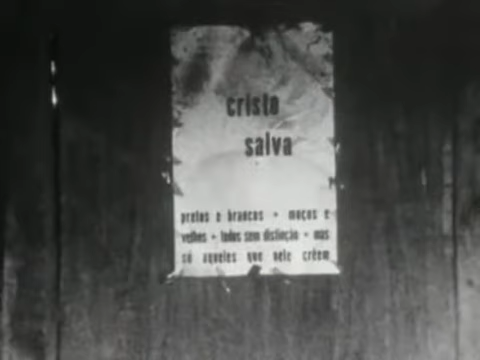 cristo
salva
pretos e brancos + moços e
velhos + todos sem distinção + mas
só aqueles que nele crêem